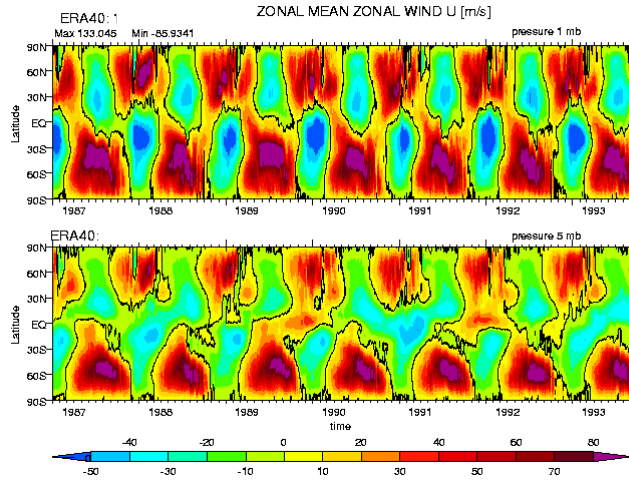 ZONAL MEAN ZONAL WIND U [m/s]
ERA40: 1
Max 133.045 Min -85.9341 pressure 1 mb
90N
60N
30N
EQ
30S
60S
90S
Latitude
1987 1988 1989 1990 1991 1992 1993
ERA40: pressure 5 mb
90N
60N
30N
EQ
30S
60S
90S
Latitude
1987 1988 1989 1990 1991 1992 1993
time
-40 -20 0 20 40 60 80
-50 -30 -10 10 30 50 70